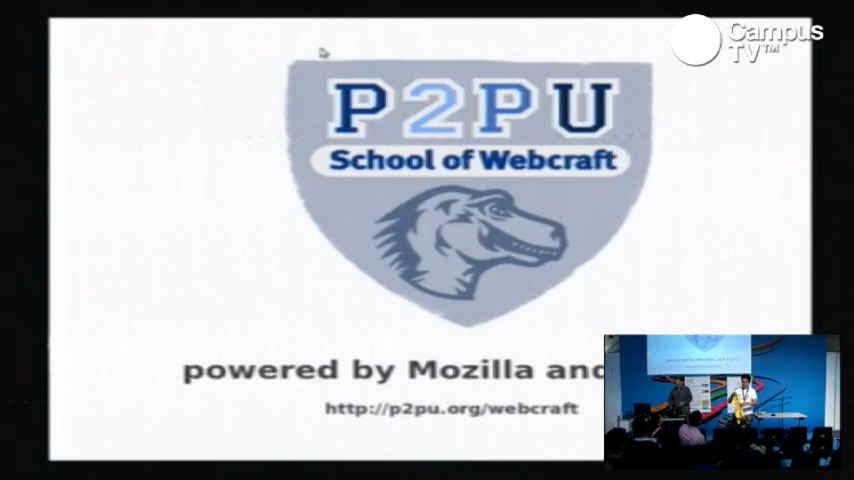 Campus
TV™
P2PU
School of Webcraft
powered by Mozilla and
http://p2pu.org/webcraft